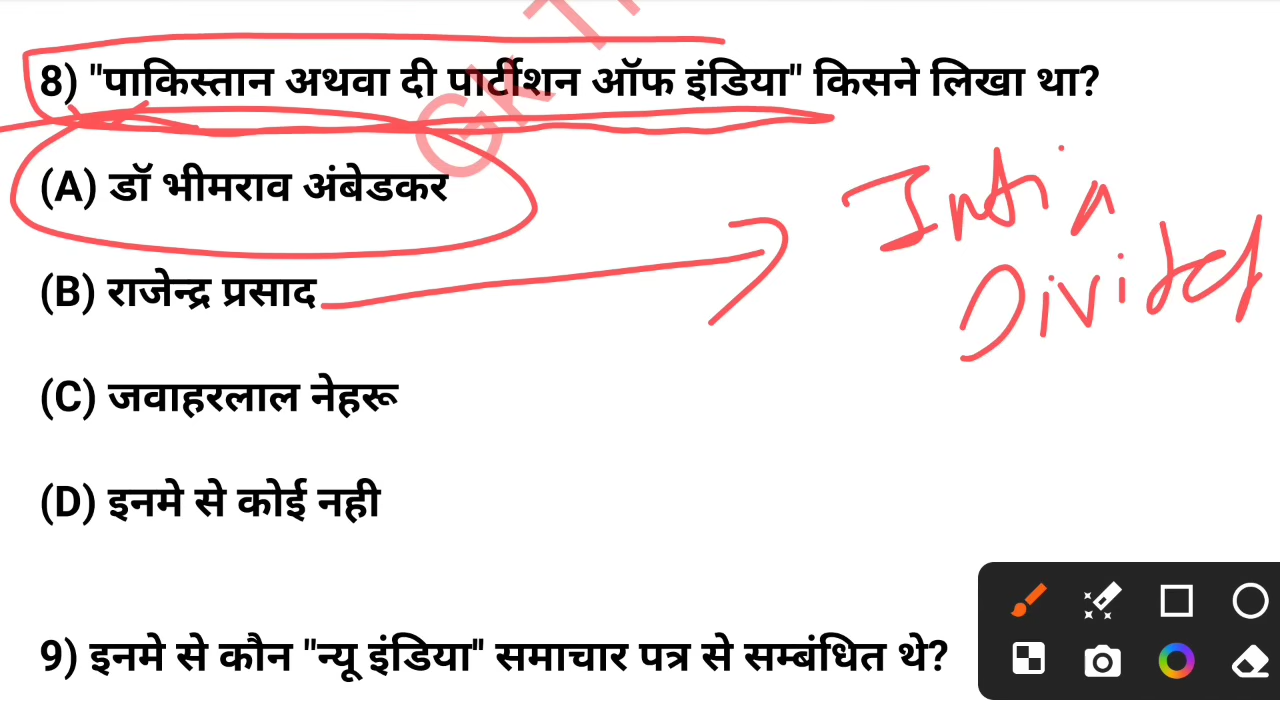 GK T
8) "पाकिस्तान अथवा दी पार्टीशन ऑफ इंडिया" किसने लिखा था?
(A) डॉ भीमराव अंबेडकर
(B) राजेन्द्र प्रसाद
India
Divided
(C) जवाहरलाल नेहरू
(D) इनमे से कोई नही
9) इनमे से कौन "न्यू इंडिया" समाचार पत्र से सम्बंधित थे?